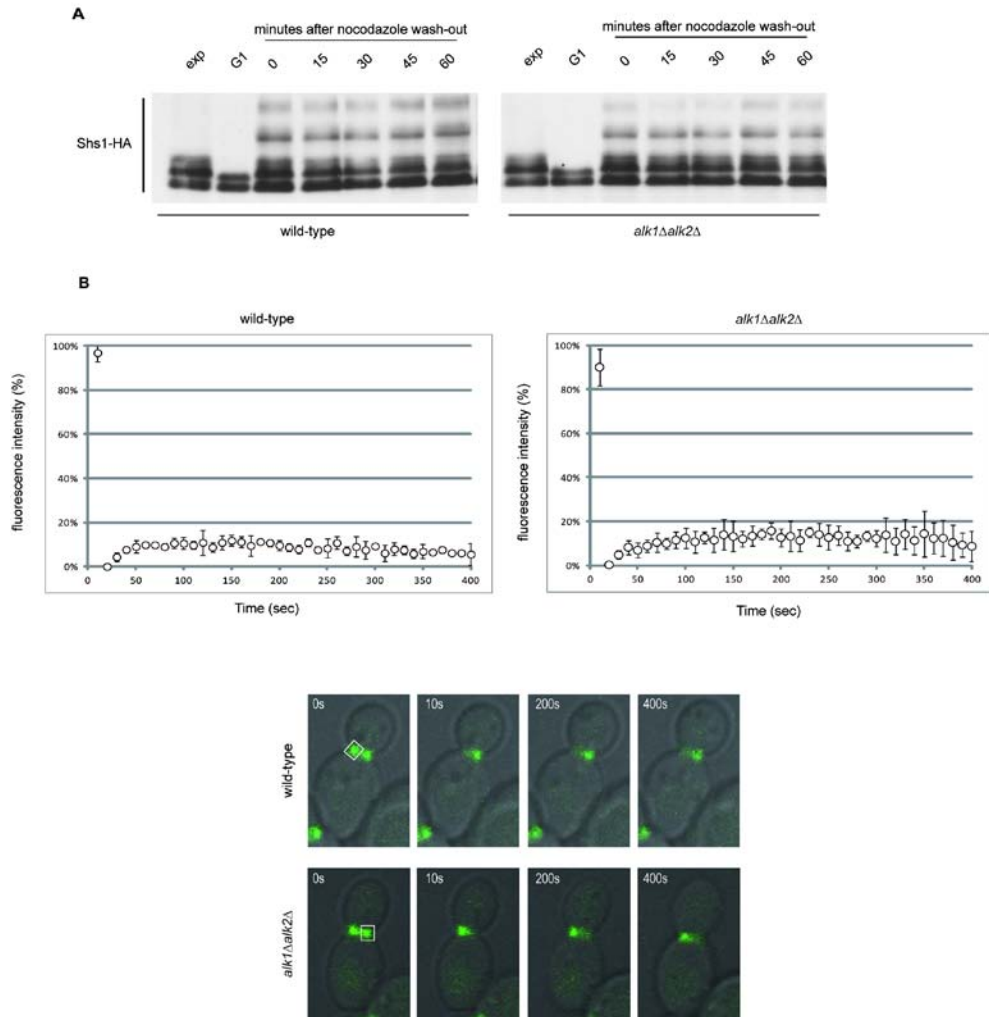 A
minutes after nocodazole wash-out
exp G1 0 15 30 45 60
Shs1-HA
wild-type
minutes after nocodazole wash-out
exp G1 0 15 30 45 60
alk1Δalk2Δ
B
wild-type
fluorescence intensity (%)
100%
80%
60%
40%
20%
0%
0 50 100 150 200 250 300 350 400
Time (sec)
alk1Δalk2Δ
fluorescence intensity (%)
100%
80%
60%
40%
20%
0%
0 50 100 150 200 250 300 350 400
Time (sec)
wild-type
0s 10s 200s 400s
alk1Δalk2Δ
0s 10s 200s 400s